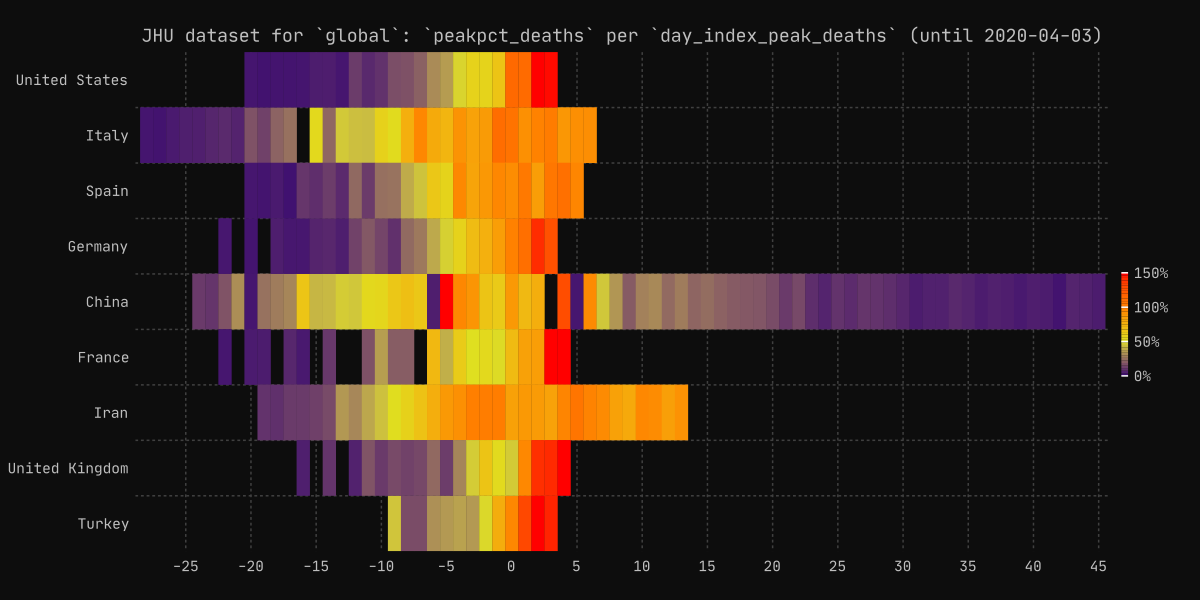 JHU dataset for `global`: `peakpct_deaths` per `day_index_peak_deaths` (until 2020-04-03)
United States
Italy
Spain
Germany
China
France
Iran
United Kingdom
Turkey
150%
100%
50%
0%
-25 -20 -15 -10 -5 0 5 10 15 20 25 30 35 40 45